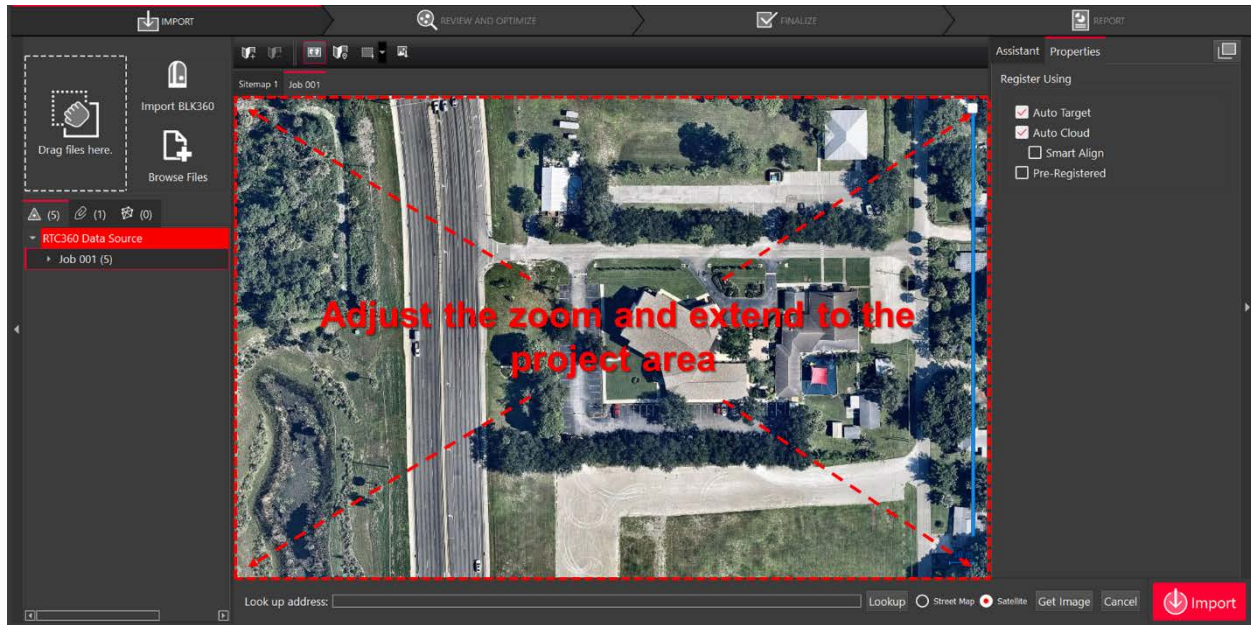 IMPORT
REVIEW AND OPTIMIZE
FINALIZE
REPORT
Import BLK360
Drag files here.
Browse Files
(5) (1) (0)
RTC360 Data Source
Job 001 (5)
Sitemap 1 Job 001
Adjust the zoom and extend to the
project area
Assistant Properties
Register Using
Auto Target
Auto Cloud
Smart Align
Pre-Registered
Look up address: Lookup Street Map Satellite Get Image Cancel Import